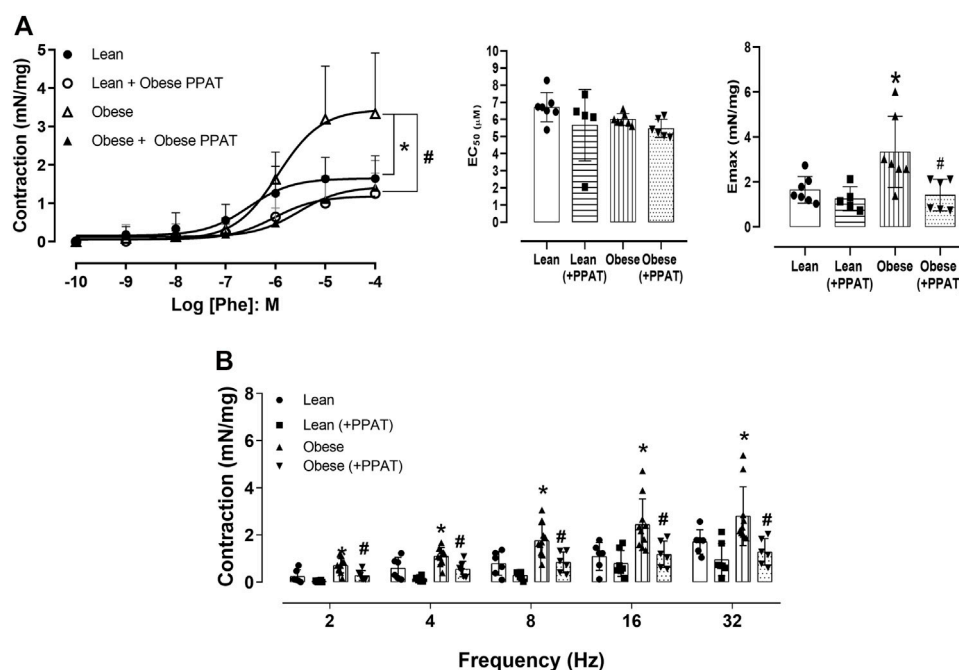 A
Contraction (mN/mg)
5
4
3
2
1
0
Lean
Lean + Obese PPAT
Obese
Obese + Obese PPAT
*
#
-10 -9 -8 -7 -6 -5 -4
Log [Phe]: M
EC50 (μM)
10
9
8
7
6
5
4
3
2
1
0
Lean Lean (+PPAT) Obese Obese (+PPAT)
Emax (mN/mg)
8
6
4
2
0
*
#
Lean Lean (+PPAT) Obese Obese (+PPAT)
B
Contraction (mN/mg)
8
6
4
2
0
Lean
Lean (+PPAT)
Obese
Obese (+PPAT)
* # * # * # * # * #
2 4 8 16 32
Frequency (Hz)